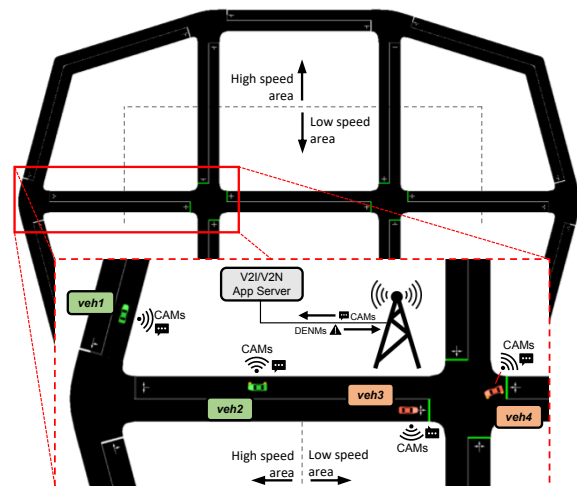 High speed
area
Low speed
area
V2I/V2N
App Server
veh1
CAMs
CAMs
DENMs
CAMs
CAMs
veh3
veh2
veh4
CAMs
High speed
area
Low speed
area